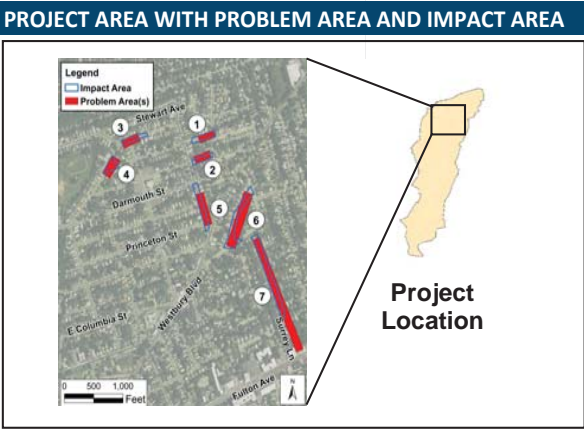 PROJECT AREA WITH PROBLEM AREA AND IMPACT AREA
Legend
Impact Area
Problem Area(s)
Stewart Ave
3
1
4
2
Darmouth St
5
6
Princeton St
Westbury Blvd
7
E Columbia St
Surrey Ln
Fulton Ave
0 500 1,000
Feet
N
Project
Location